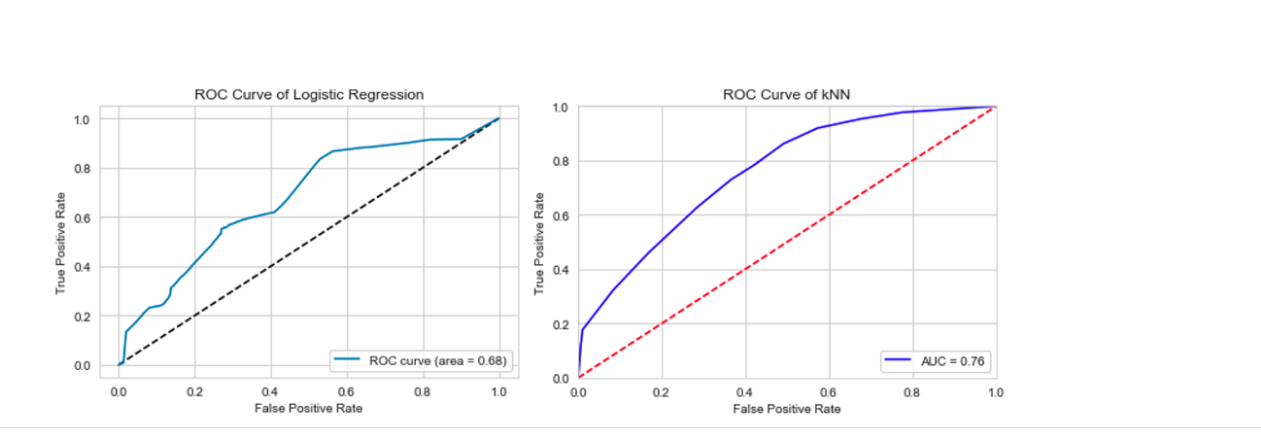 ROC Curve of Logistic Regression
True Positive Rate
1.0
0.8
0.6
0.4
0.2
0.0
0.0 0.2 0.4 0.6 0.8 1.0
False Positive Rate
ROC curve (area = 0.68)
ROC Curve of kNN
True Positive Rate
1.0
0.8
0.6
0.4
0.2
0.0
0.0 0.2 0.4 0.6 0.8 1.0
False Positive Rate
AUC = 0.76